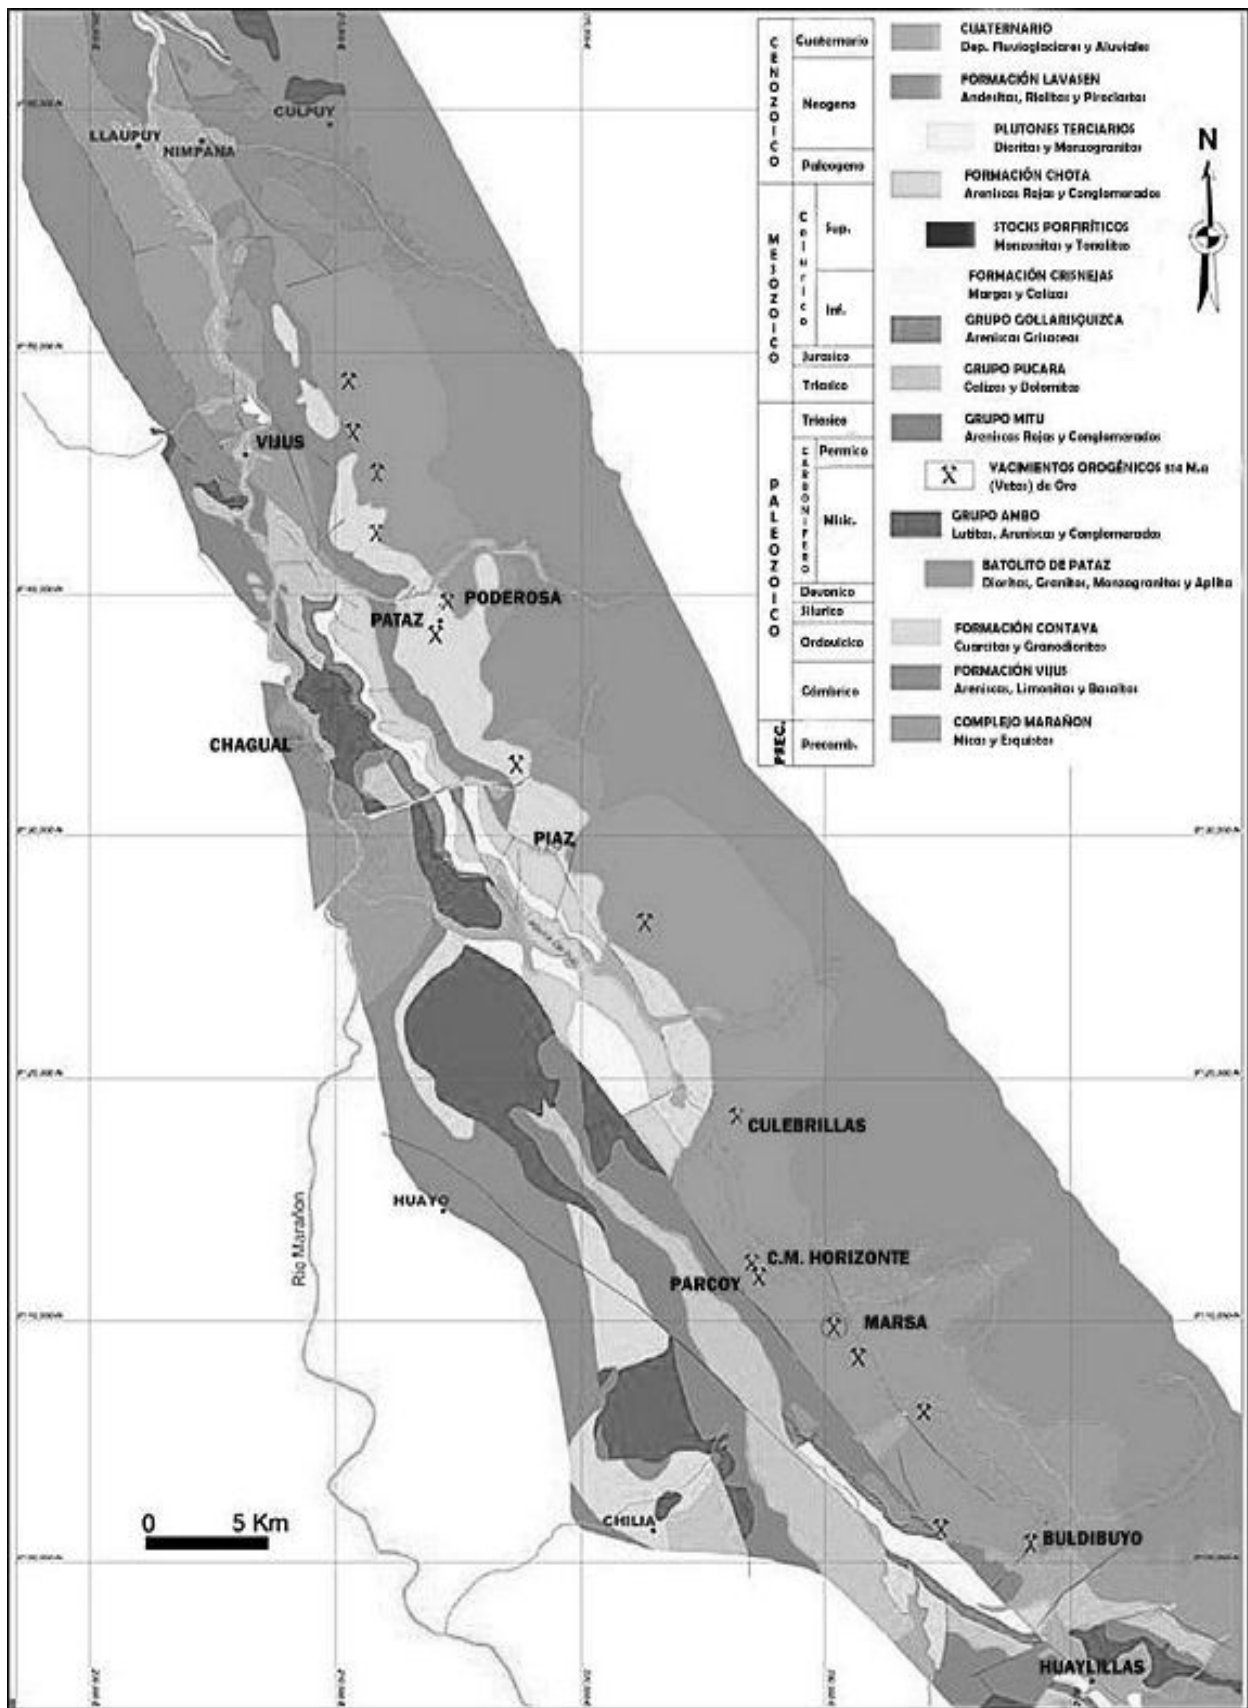 CENOZOICO
Cuaternario
Neogeno
Paleogeno
MESOZOICO
Sup.
Inf.
Jurasico
Triasico
PALEOZOICO
Triasico
CARBONIFERO
Permico
Misic.
Devonico
Silurico
Ordovicico
Cámbrico
PREC.
Precamb.
CUATERNARIO
Dep. Fluvioglaciares y Aluviales
FORMACIÓN LAVASEN
Andesitas, Riolitas y Piroclastos
PLUTONES TERCIARIOS
Dioritas y Monzogranitos
FORMACIÓN CHOTA
Areniscas Rojas y Conglomerados
STOCKS PORFIRÍTICOS
Monzonitas y Tonalitas
FORMACIÓN CRISNEJAS
Margas y Calizas
GRUPO GOLLARISQUIZCA
Areniscas Grisaceas
GRUPO PUCARA
Calizas y Dolomitas
GRUPO MITU
Areniscas Rojas y Conglomerados
YACIMIENTOS OROGÉNICOS 314 M.a
(Vetas) de Oro
GRUPO AMBO
Lutitas, Areniscas y Conglomerados
BATOLITO DE PATAZ
Dioritas, Granitos, Monzogranitos y Aplita
FORMACIÓN CONTAYA
Cuarcitas y Granodioritas
FORMACIÓN VIJUS
Areniscas, Limonitas y Basaltos
COMPLEJO MARAÑON
Micas y Esquistos
N
CULPUY
LLAUPUY
NIMPANA
VIJUS
PODEROSA
PATAZ
CHAGUAL
PIAZ
CULEBRILLAS
HUAYO
Rio Marañon
C.M. HORIZONTE
PARCOY
MARSA
0 5 Km
CHILIA
BULDIBUYO
HUAYLILLAS